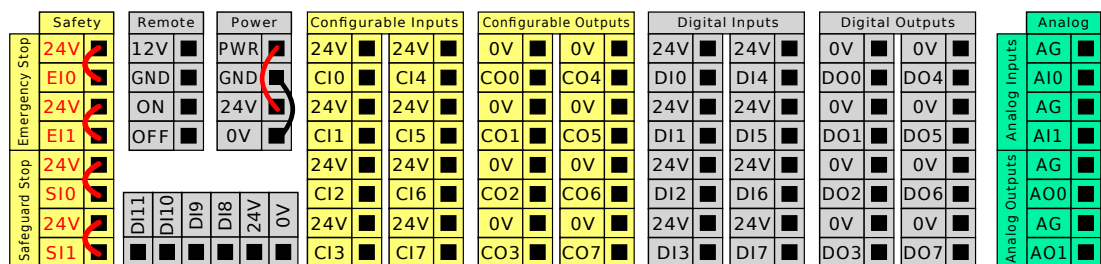 Safety
Emergency Stop
24V
EI0
24V
EI1
Safeguard Stop
24V
SI0
24V
SI1
Remote
12V
GND
ON
OFF
Power
PWR
GND
24V
0V
DI11
DI10
DI9
DI8
24V
0V
Configurable Inputs
24V 24V
CI0 CI4
24V 24V
CI1 CI5
24V 24V
CI2 CI6
24V 24V
CI3 CI7
Configurable Outputs
0V 0V
CO0 CO4
0V 0V
CO1 CO5
0V 0V
CO2 CO6
0V 0V
CO3 CO7
Digital Inputs
24V 24V
DI0 DI4
24V 24V
DI1 DI5
24V 24V
DI2 DI6
24V 24V
DI3 DI7
Digital Outputs
0V 0V
DO0 DO4
0V 0V
DO1 DO5
0V 0V
DO2 DO6
0V 0V
DO3 DO7
Analog
Analog Inputs
AG
AI0
AG
AI1
Analog Outputs
AG
AO0
AG
AO1